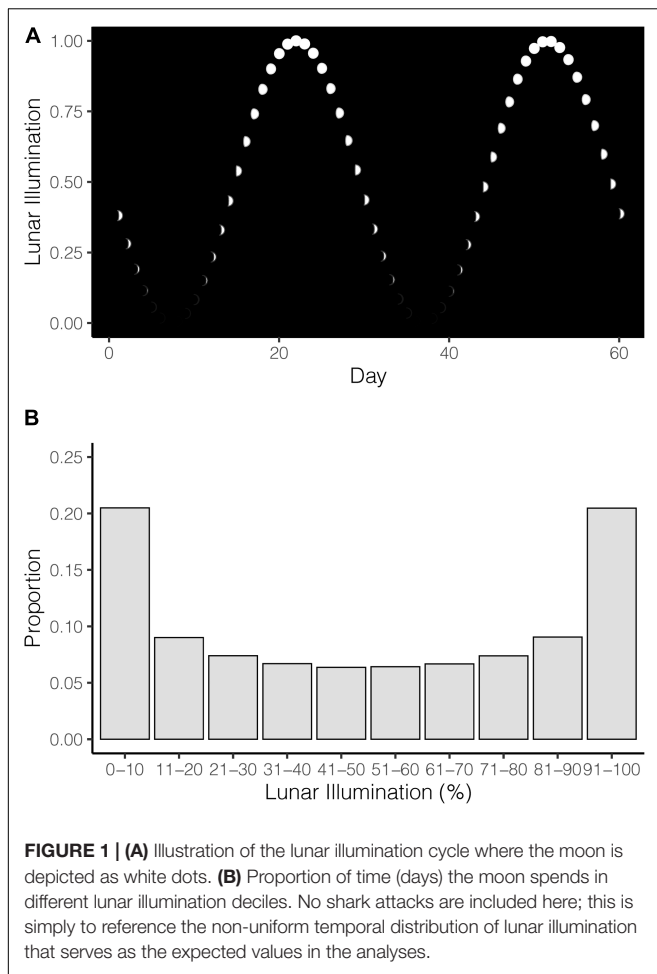 A
1.00
0.75
0.50
0.25
0.00
Lunar Illumination
0 20 40 60
Day
B
0.25
0.20
0.15
0.10
0.05
0.00
Proportion
0–10 11–20 21–30 31–40 41–50 51–60 61–70 71–80 81–90 91–100
Lunar Illumination (%)
FIGURE 1 | (A) Illustration of the lunar illumination cycle where the moon is
depicted as white dots. (B) Proportion of time (days) the moon spends in
different lunar illumination deciles. No shark attacks are included here; this is
simply to reference the non-uniform temporal distribution of lunar illumination
that serves as the expected values in the analyses.